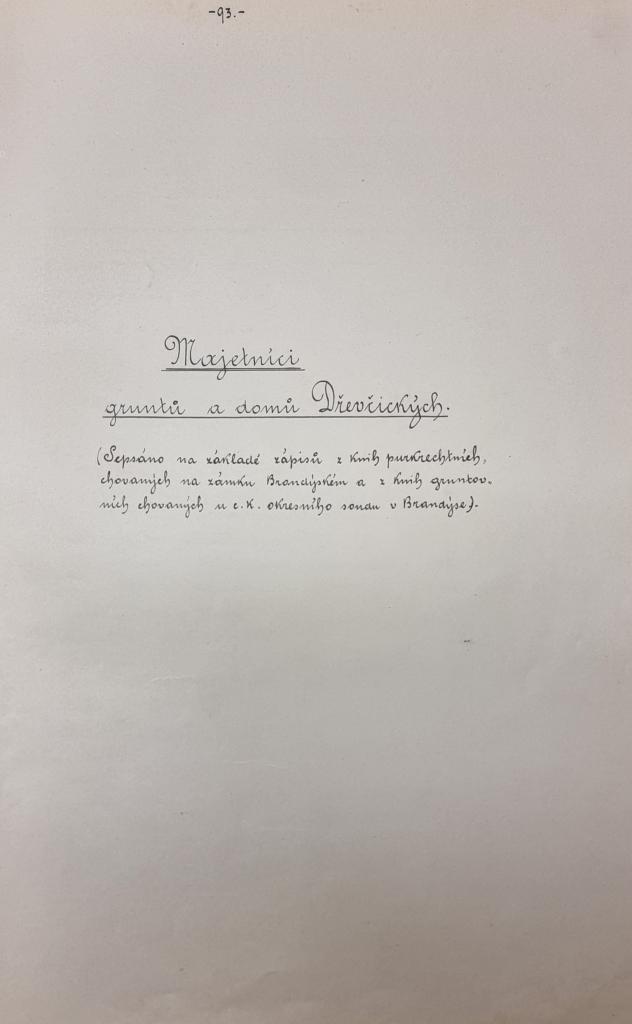 -93.-
Majetníci
gruntů a domů Dřevčických.
(Sepsáno na základě zápisů z knih purkrechtních,
chovaných na zámku Brandýském a z knih gruntov-
ních chovaných u c. k. okresního soudu v Brandýse).